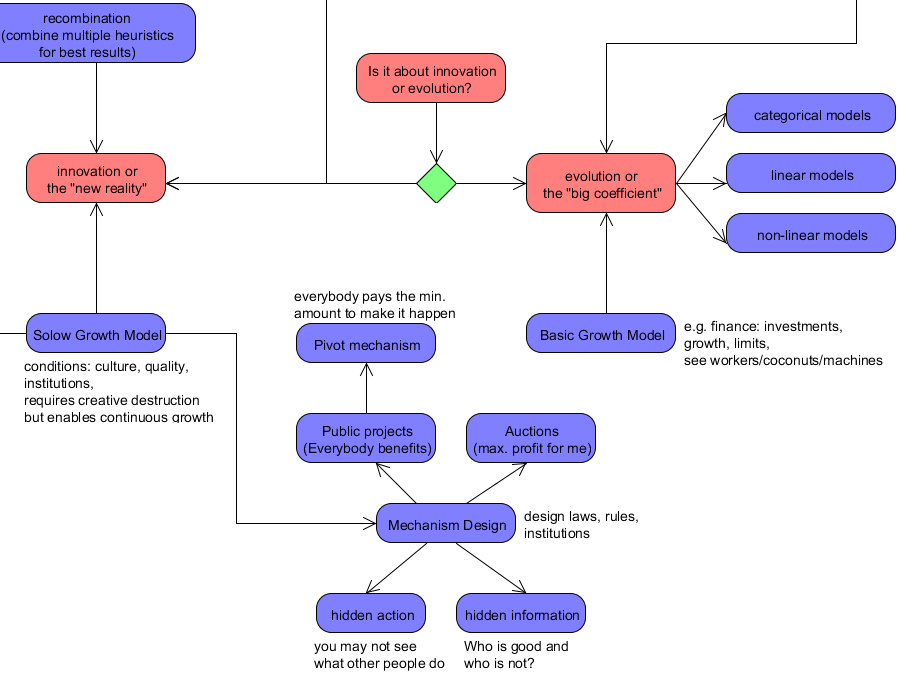 recombination
(combine multiple heuristics
for best results)
Is it about innovation
or evolution?
categorical models
innovation or
the "new reality"
evolution or
the "big coefficient"
linear models
non-linear models
everybody pays the min.
amount to make it happen
Solow Growth Model
Pivot mechanism
Basic Growth Model
e.g. finance: investments,
growth, limits,
see workers/coconuts/machines
conditions: culture, quality,
institutions,
requires creative destruction
but enables continuous growth
Public projects
(Everybody benefits)
Auctions
(max. profit for me)
Mechanism Design
design laws, rules,
institutions
hidden action
hidden information
you may not see
what other people do
Who is good and
who is not?